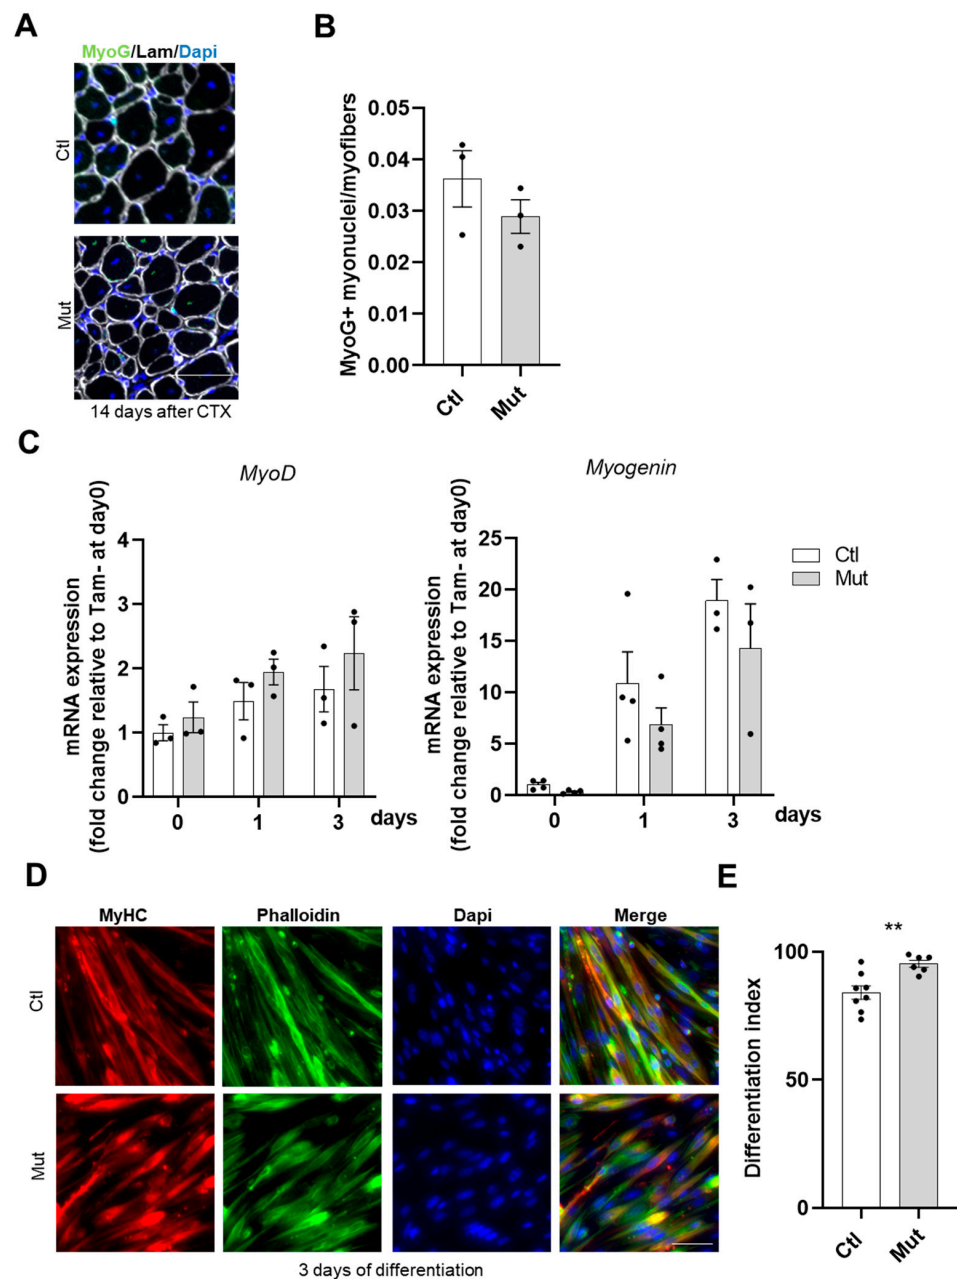 A
MyoG/Lam/Dapi
Ctl
Mut
14 days after CTX
B
MyoG+ myonuclei/myofibers
0.05
0.04
0.03
0.02
0.01
0.00
Ctl
Mut
C
MyoD
mRNA expression
(fold change relative to Tam- at day0)
4
3
2
1
0
0 1 3 days
Myogenin
mRNA expression
(fold change relative to Tam- at day0)
25
20
15
10
5
0
0 1 3 days
Ctl
Mut
D
MyHC Phalloidin Dapi Merge
Ctl
Mut
3 days of differentiation
E
**
Differentiation index
100
50
0
Ctl
Mut